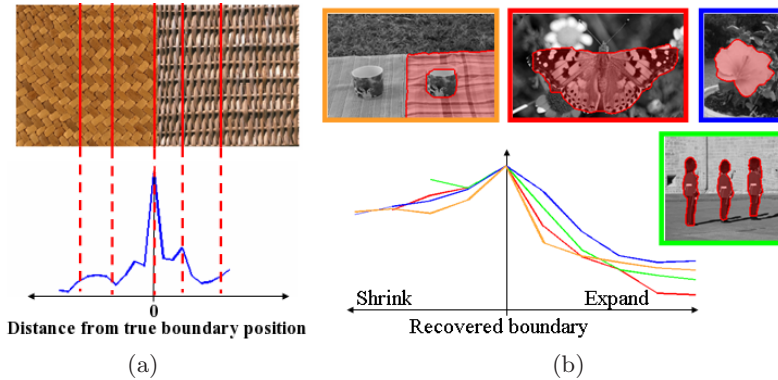 0
Distance from true boundary position
(a)
Shrink Expand
Recovered boundary
(b)